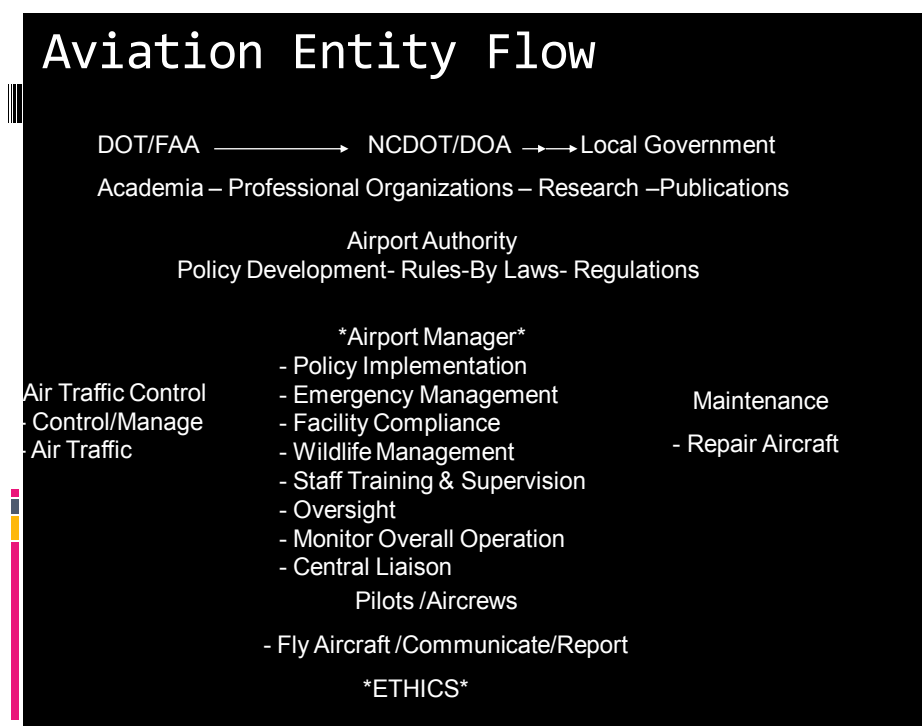 Aviation Entity Flow
DOT/FAA → NCDOT/DOA →→ Local Government
Academia – Professional Organizations – Research –Publications
Airport Authority
Policy Development- Rules-By Laws- Regulations
*Airport Manager*
- Policy Implementation
- Emergency Management
- Facility Compliance
- Wildlife Management
- Staff Training & Supervision
- Oversight
- Monitor Overall Operation
- Central Liaison
Air Traffic Control
- Control/Manage
- Air Traffic
Maintenance
- Repair Aircraft
Pilots /Aircrews
- Fly Aircraft /Communicate/Report
*ETHICS*